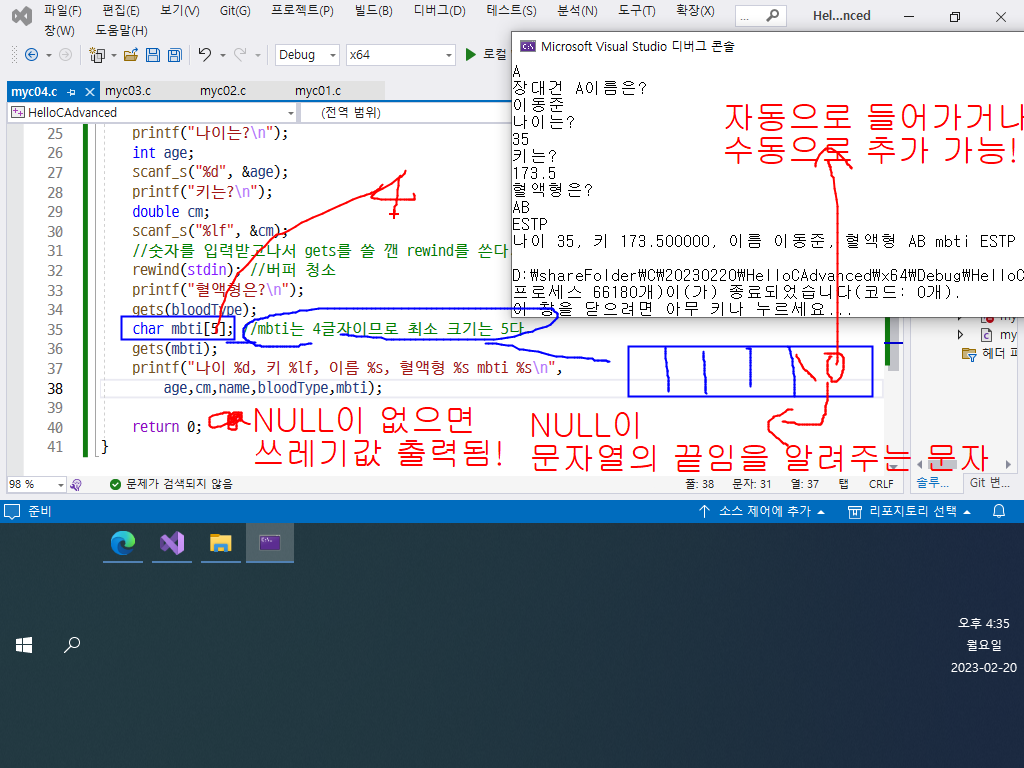 파일(F) 편집(E) 보기(V) Git(G) 프로젝트(P) 빌드(B) 디버그(D) 테스트(S) 분석(N) 도구(T) 확장(X) ... Hel...nced
창(W) 도움말(H)
Debug x64 로컬
Microsoft Visual Studio 디버그 콘솔
myc04.c myc03.c myc02.c myc01.c
HelloCAdvanced (전역 범위)
25 printf("나이는?\n");
26 int age;
27 scanf_s("%d", &age);
28 printf("키는?\n");
29 double cm;
30 scanf_s("%lf", &cm);
31 //숫자를 입력받고나서 gets를 쓸 깬 rewind를 쓴다
32 rewind(stdin); //버퍼 청소
33 printf("혈액형은?\n");
34 gets(bloodType);
35 char mbti[5]; //mbti는 4글자이므로 최소 크기는 5다
36 gets(mbti);
37 printf("나이 %d, 키 %lf, 이름 %s, 혈액형 %s mbti %s\n",
38 age,cm,name,bloodType,mbti);
39
40 return 0;
41 }
A
장대건 A이름은?
이동준
나이는?
35
키는?
173.5
혈액형은?
AB
ESTP
나이 35, 키 173.500000, 이름 이동준, 혈액형 AB mbti ESTP
D:₩shareFolder₩C₩20230220₩HelloCAdvanced₩x64₩Debug₩HelloC
프로세스 66180개)이(가) 종료되었습니다(코드: 0개).
이 창을 닫으려면 아무 키나 누르세요...
자동으로 들어가거나
수동으로 추가 가능!
4
\0
my
헤더 파
NULL이 없으면
쓰레기값 출력됨!
NULL이
문자열의 끝임을 알려주는 문자
98 % 문제가 검색되지 않음 줄: 38 문자: 31 열: 37 탭 CRLF
솔루... Git 변...
준비 소스 제어에 추가 리포지토리 선택
오후 4:35
월요일
2023-02-20